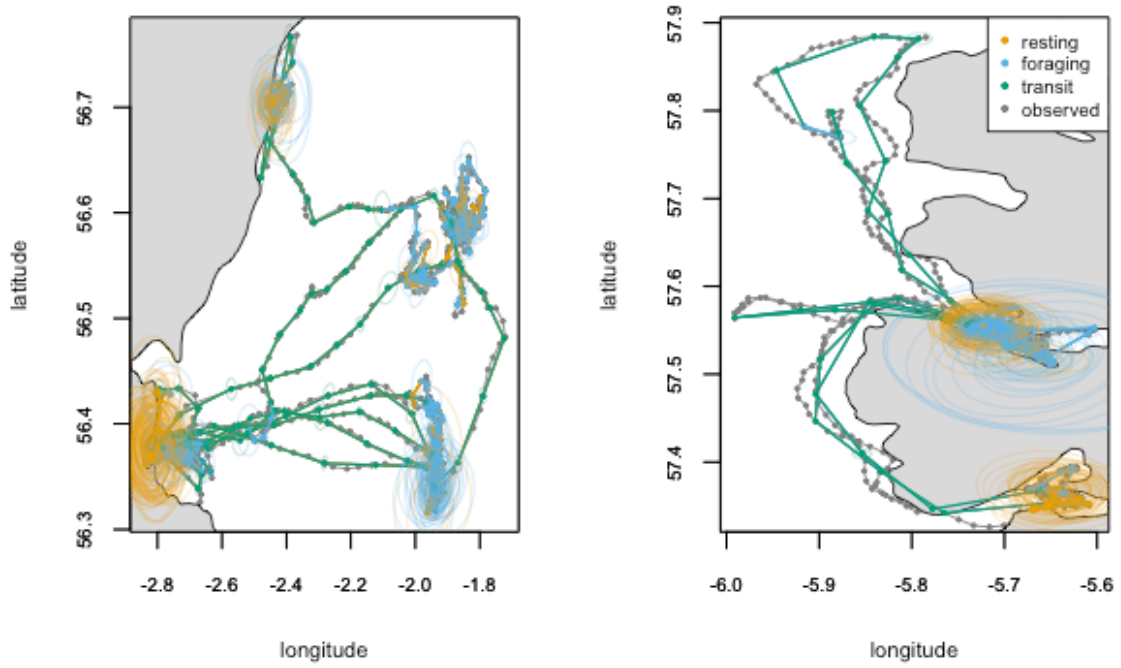 56.7
56.6
56.5
56.4
56.3
latitude
-2.8 -2.6 -2.4 -2.2 -2.0 -1.8
longitude
57.9
57.8
57.7
57.6
57.5
57.4
latitude
resting
foraging
transit
observed
-6.0 -5.9 -5.8 -5.7 -5.6
longitude